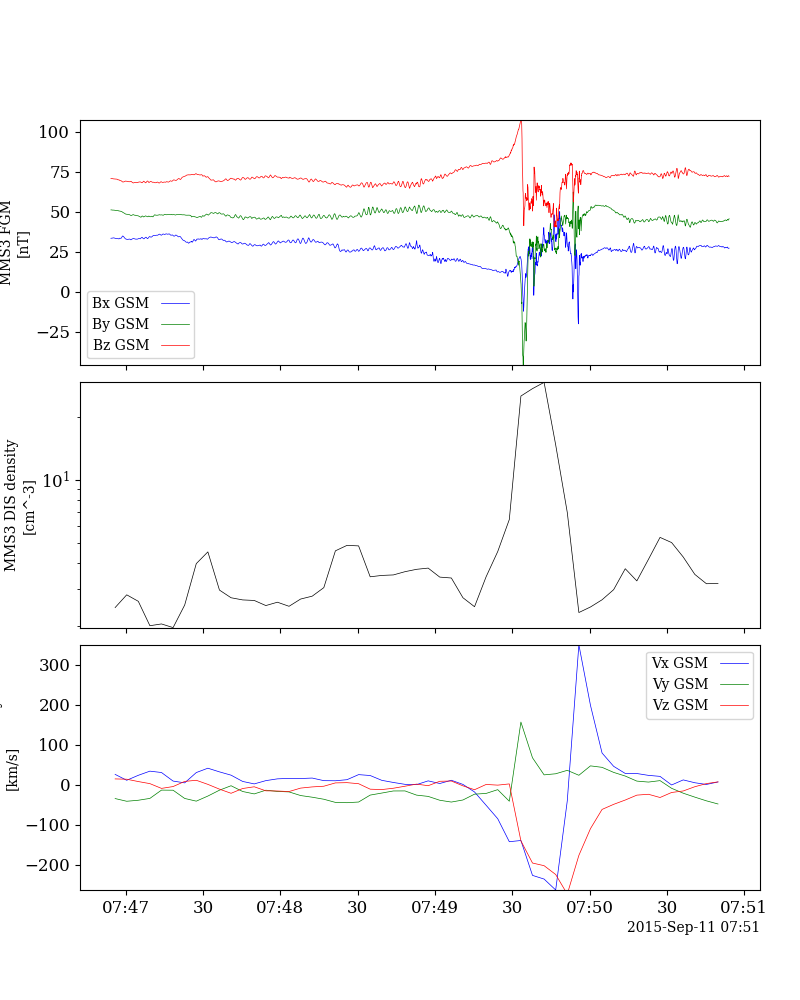 100
75
50
25
0
−25
MMS3 FGM
[nT]
Bx GSM
By GSM
Bz GSM
10^1
MMS3 DIS density
[cm^-3]
300
200
100
0
−100
−200
[km/s]
Vx GSM
Vy GSM
Vz GSM
07:47 30 07:48 30 07:49 30 07:50 30 07:51
2015-Sep-11 07:51